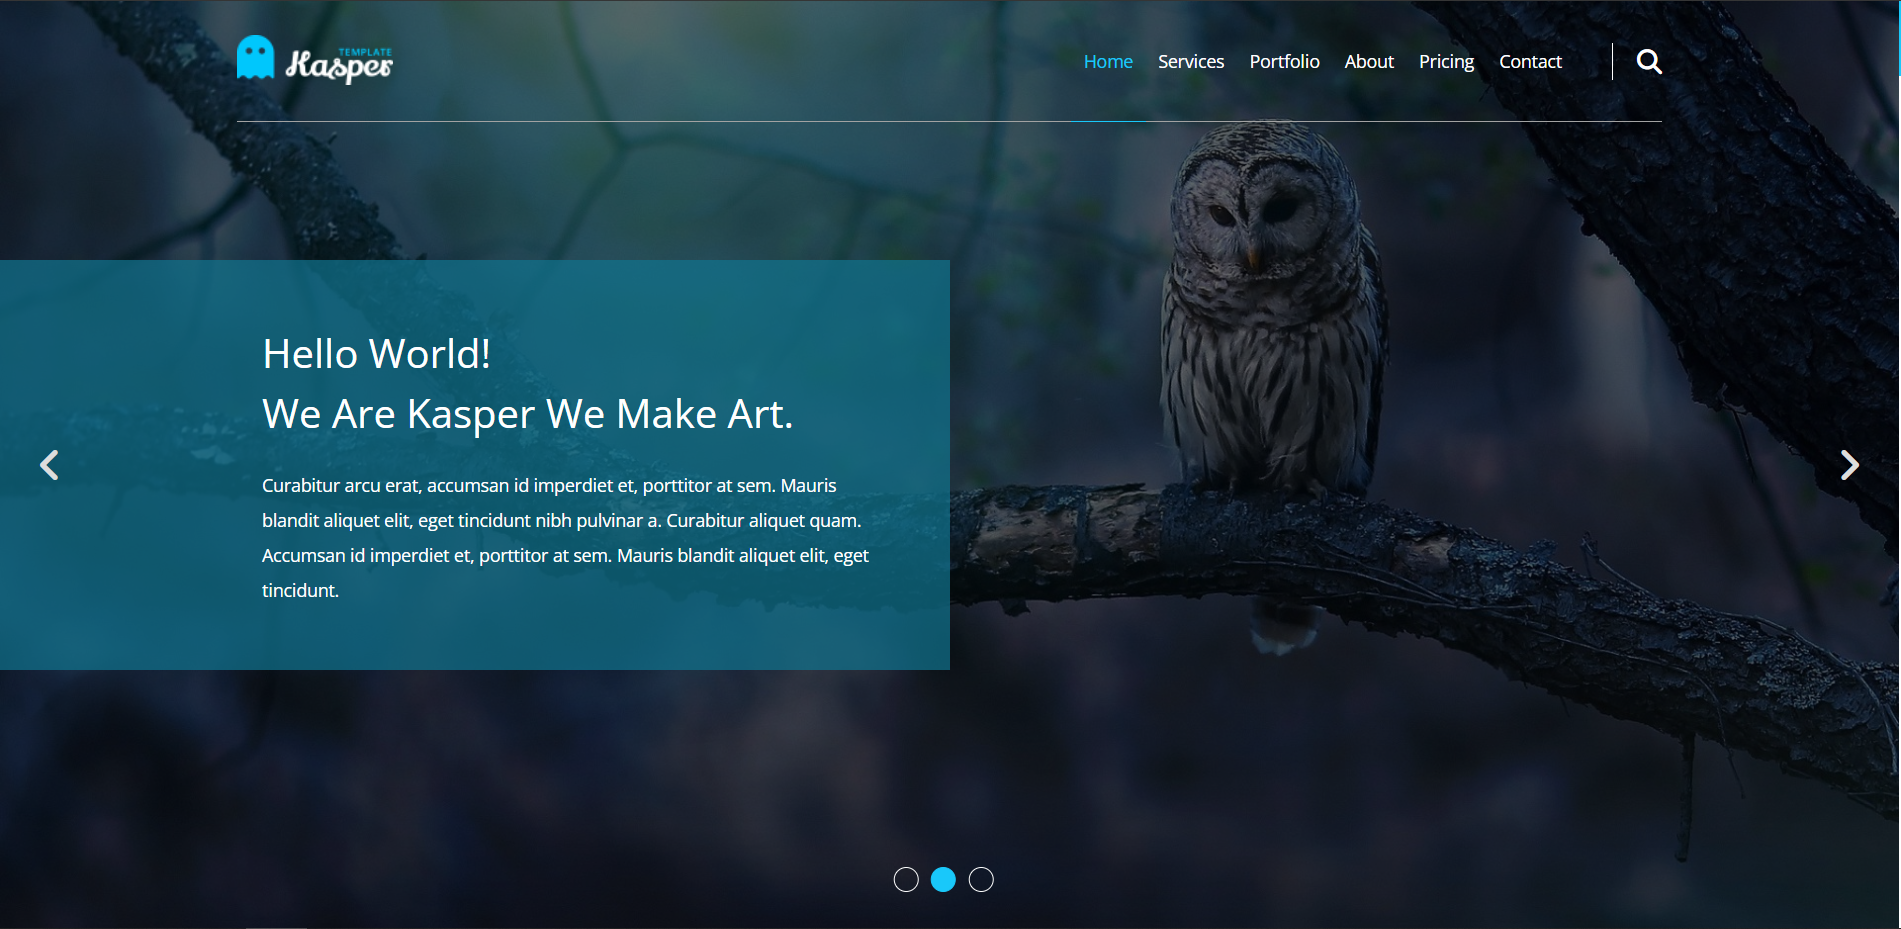 TEMPLATE
Kasper
Home Services Portfolio About Pricing Contact
Hello World!
We Are Kasper We Make Art.
Curabitur arcu erat, accumsan id imperdiet et, porttitor at sem. Mauris
blandit aliquet elit, eget tincidunt nibh pulvinar a. Curabitur aliquet quam.
Accumsan id imperdiet et, porttitor at sem. Mauris blandit aliquet elit, eget
tincidunt.